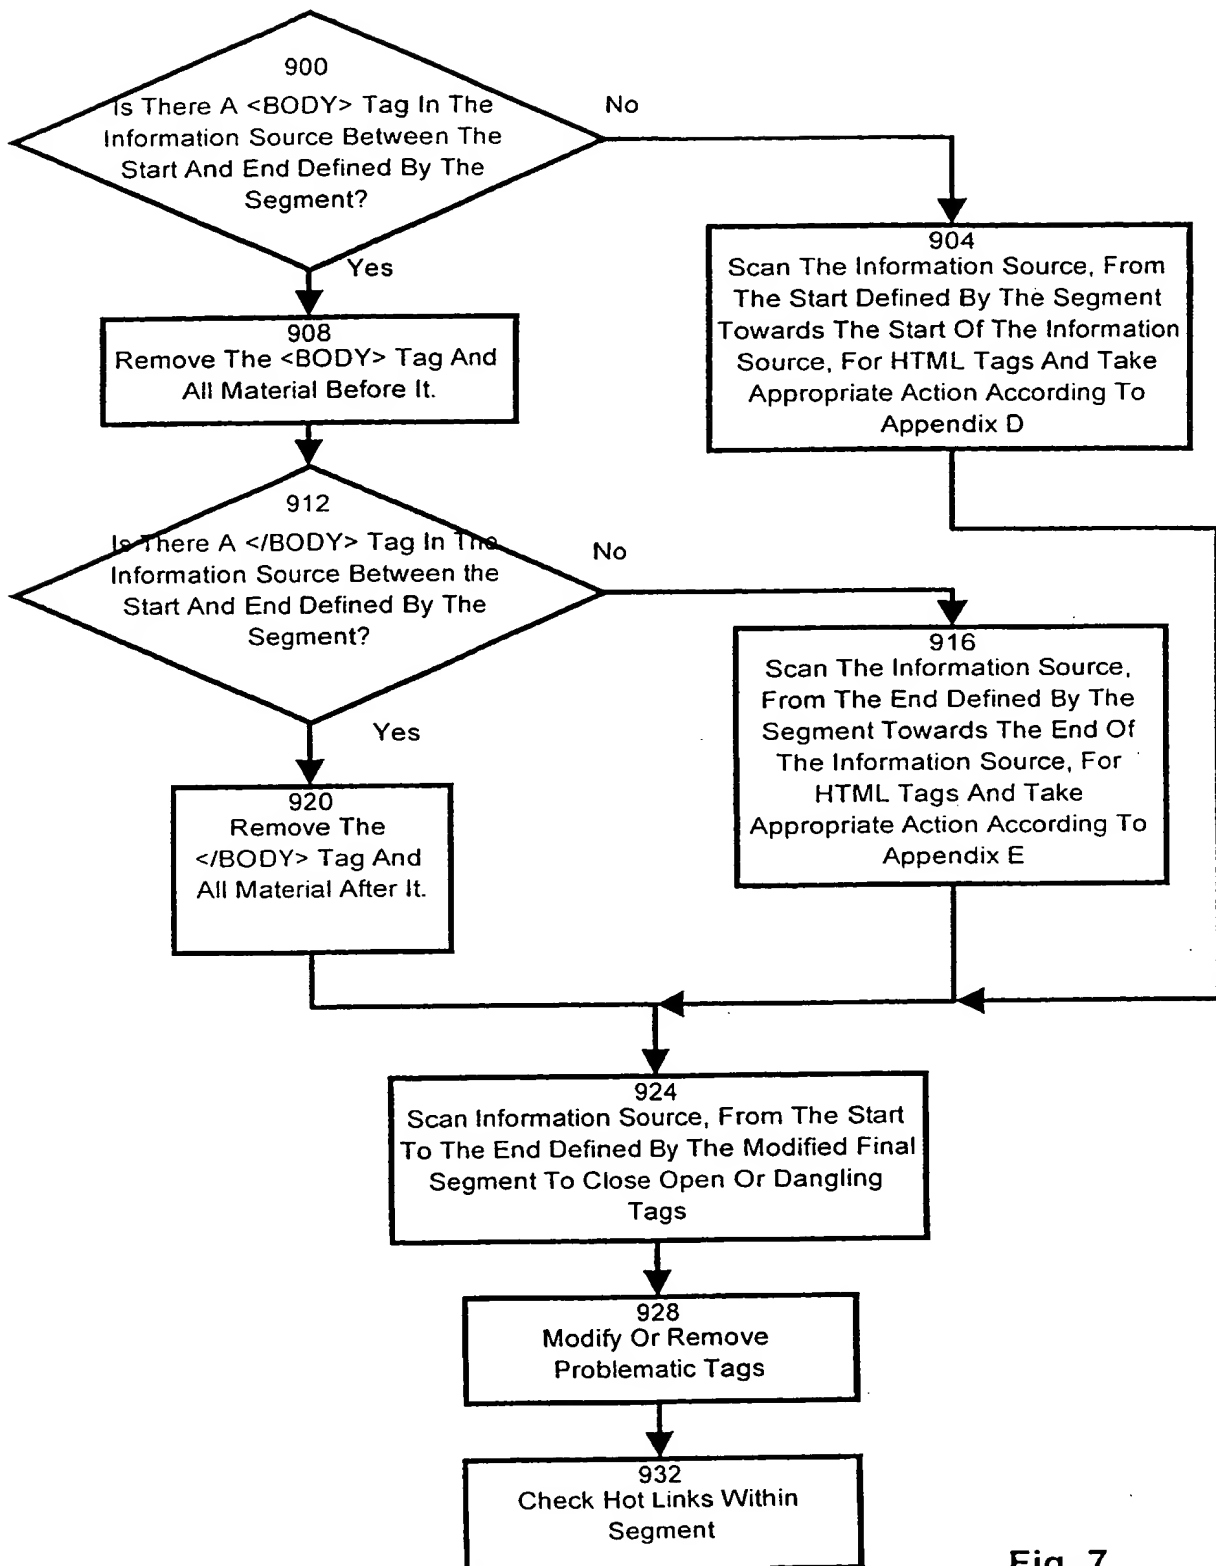 900
Is There A <BODY> Tag In The
Information Source Between The
Start And End Defined By The
Segment?
No
Yes
904
Scan The Information Source, From
The Start Defined By The Segment
Towards The Start Of The Information
Source, For HTML Tags And Take
Appropriate Action According To
Appendix D
908
Remove The <BODY> Tag And
All Material Before It.
912
Is There A </BODY> Tag In The
Information Source Between the
Start And End Defined By The
Segment?
No
Yes
916
Scan The Information Source,
From The End Defined By The
Segment Towards The End Of
The Information Source, For
HTML Tags And Take
Appropriate Action According To
Appendix E
920
Remove The
</BODY> Tag And
All Material After It.
924
Scan Information Source, From The Start
To The End Defined By The Modified Final
Segment To Close Open Or Dangling
Tags
928
Modify Or Remove
Problematic Tags
932
Check Hot Links Within
Segment
Fig. 7